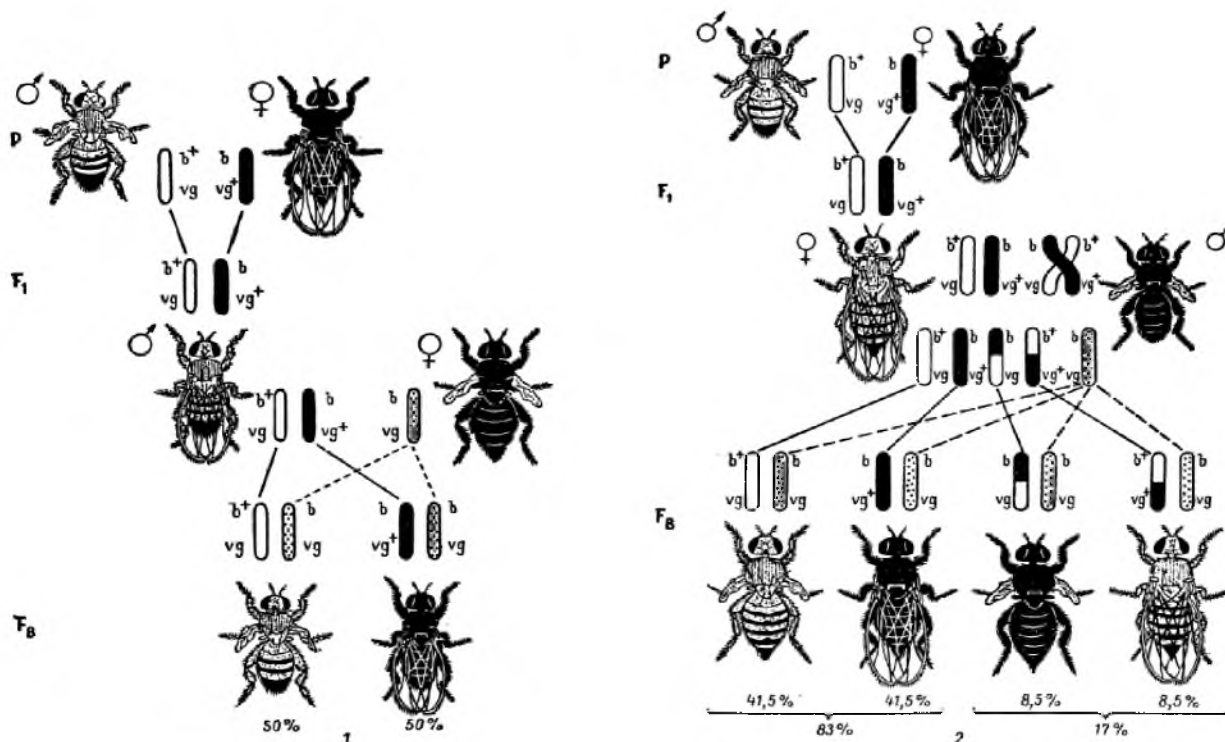 ♂ ♀
P
b⁺ b
vg vg⁺
F₁
b⁺ b
vg vg⁺
♂ ♀
b⁺ b b
vg vg⁺ vg
b⁺ b b b
vg vg vg⁺ vg
F_B
50% 50%
1
♂ ♀
P
b⁺ b
vg vg⁺
F₁
b⁺ b
vg vg⁺
♀ ♂
b⁺ b b b⁺
vg vg⁺ vg vg⁺
b⁺ b b b⁺ b
vg vg⁺ vg vg⁺ vg
b⁺ b b b b b b⁺ b
vg vg vg⁺ vg vg vg vg⁺ vg
F_B
41,5% 41,5% 8,5% 8,5%
83% 17%
2